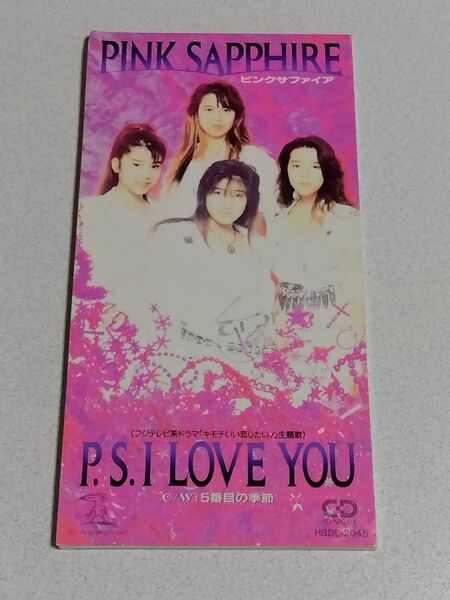 PINK SAPPHIRE
ピンクサファイア
〈フジテレビ系ドラマ「キモチいい恋したい!」主題歌〉
P.S. I LOVE YOU
C/W:5番目の季節
CD
SINGLE
HBDL-2046